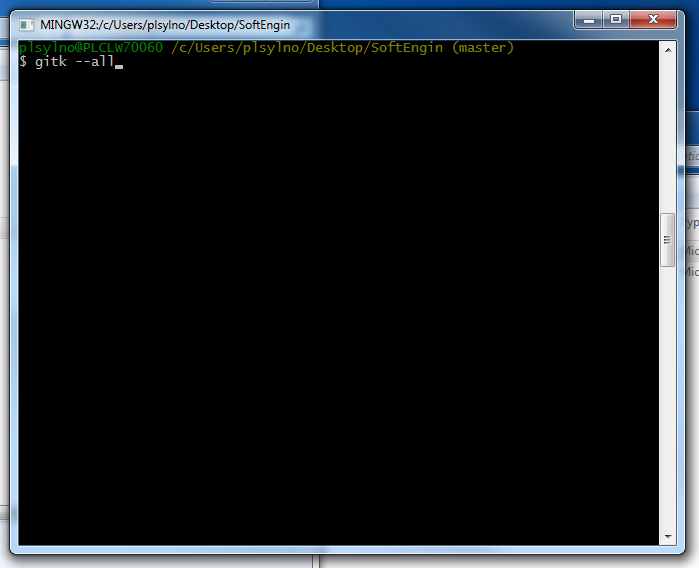 MINGW32:/c/Users/plsylno/Desktop/SoftEngin
plsylno@PLCLW70060 /c/Users/plsylno/Desktop/SoftEngin (master)
$ gitk --all